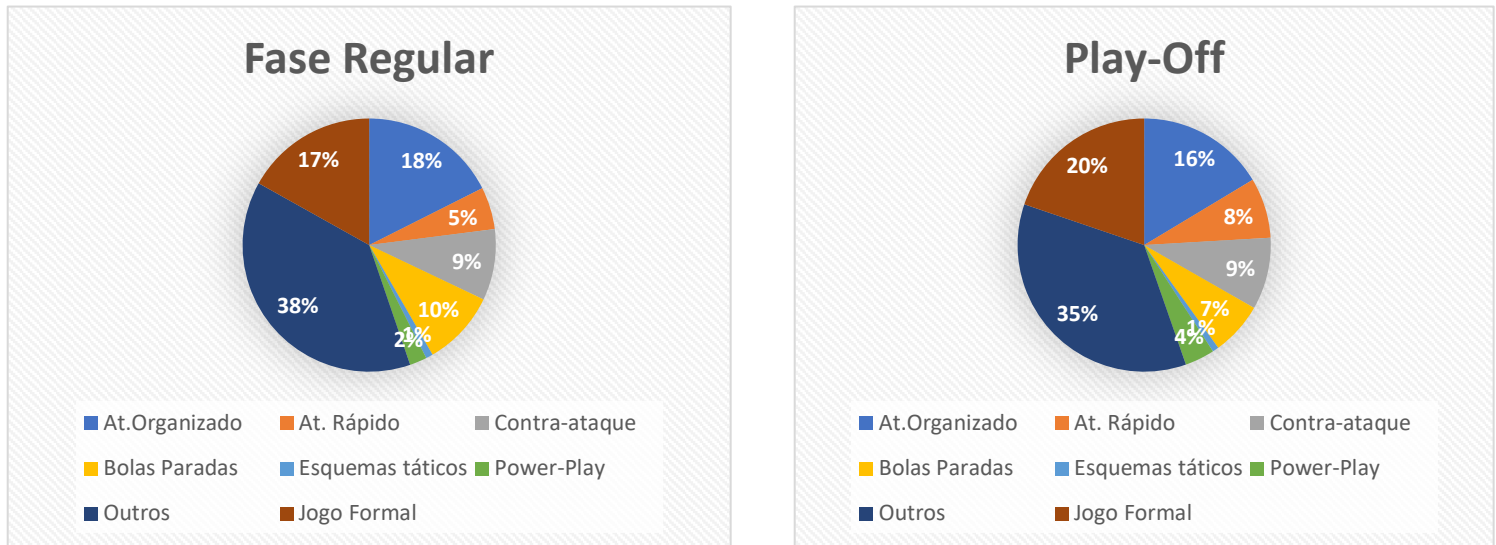 Fase Regular
17%
18%
5%
9%
38%
10%
1%
2%
At.Organizado
At. Rápido
Contra-ataque
Bolas Paradas
Esquemas táticos
Power-Play
Outros
Jogo Formal
Play-Off
20%
16%
8%
9%
35%
7%
1%
4%
At.Organizado
At. Rápido
Contra-ataque
Bolas Paradas
Esquemas táticos
Power-Play
Outros
Jogo Formal